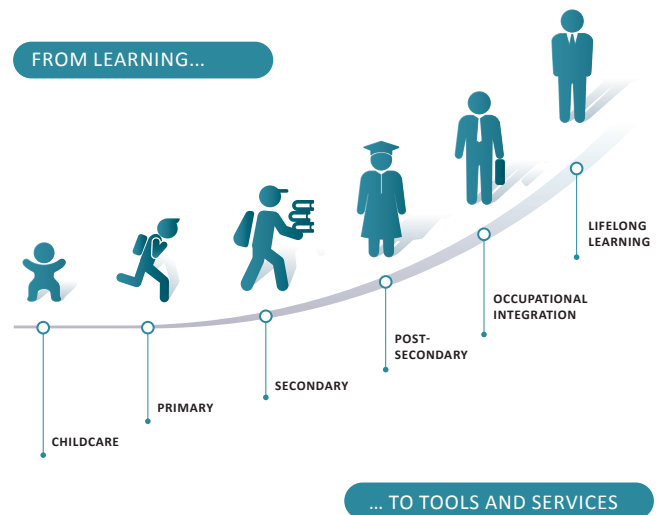 FROM LEARNING...
LIFELONG
LEARNING
OCCUPATIONAL
INTEGRATION
POST-
SECONDARY
SECONDARY
PRIMARY
CHILDCARE
... TO TOOLS AND SERVICES